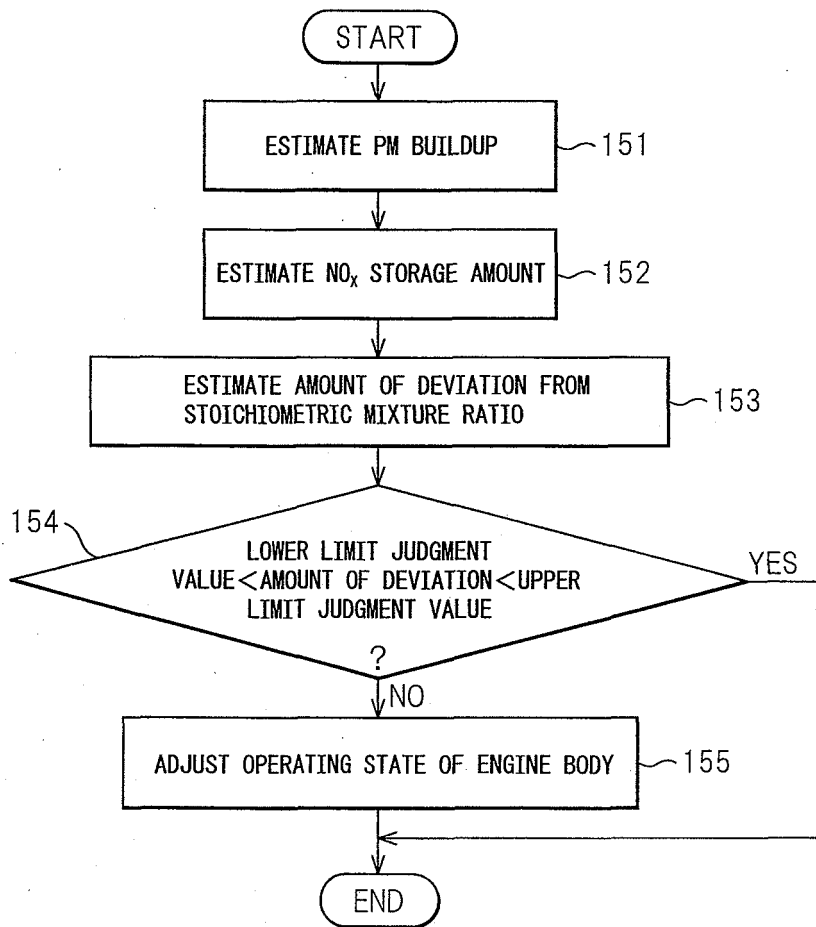 START
ESTIMATE PM BUILDUP
151
ESTIMATE NOx STORAGE AMOUNT
152
ESTIMATE AMOUNT OF DEVIATION FROM
STOICHIOMETRIC MIXTURE RATIO
153
154
LOWER LIMIT JUDGMENT
VALUE<AMOUNT OF DEVIATION<UPPER
LIMIT JUDGMENT VALUE
?
YES
NO
ADJUST OPERATING STATE OF ENGINE BODY
155
END